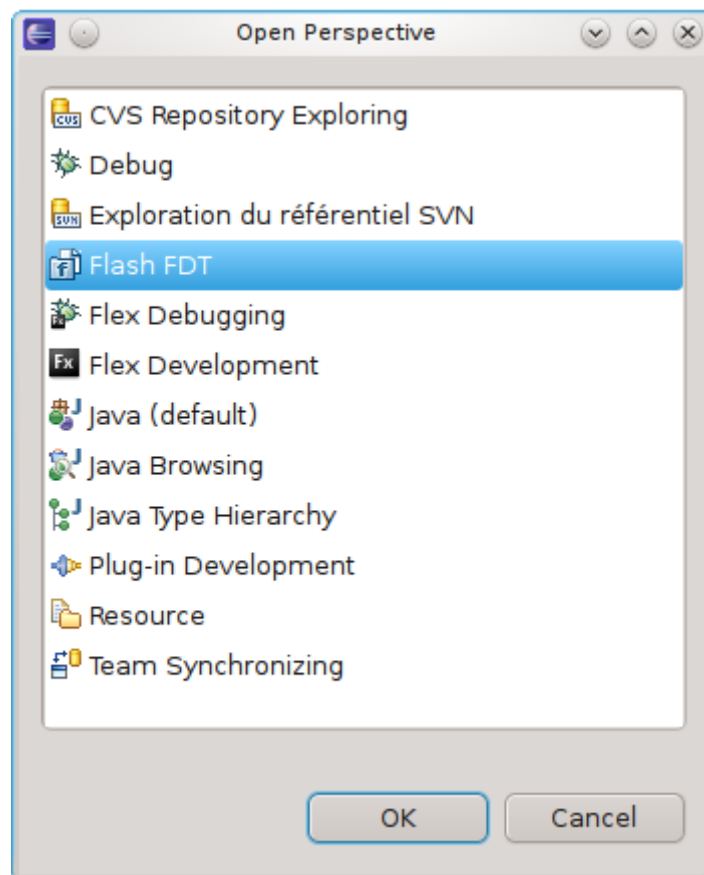 Open Perspective
CVS Repository Exploring
Debug
Exploration du référentiel SVN
Flash FDT
Flex Debugging
Fx Flex Development
Java (default)
Java Browsing
Java Type Hierarchy
Plug-in Development
Resource
Team Synchronizing
OK Cancel